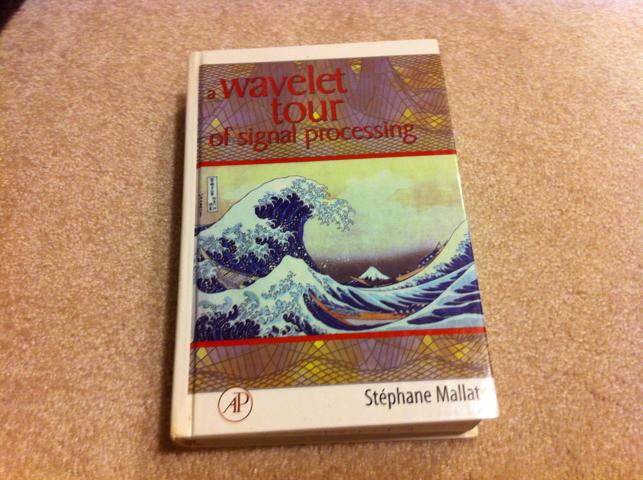 a wavelet
tour
of signal processing
Stéphane Mallat
AP